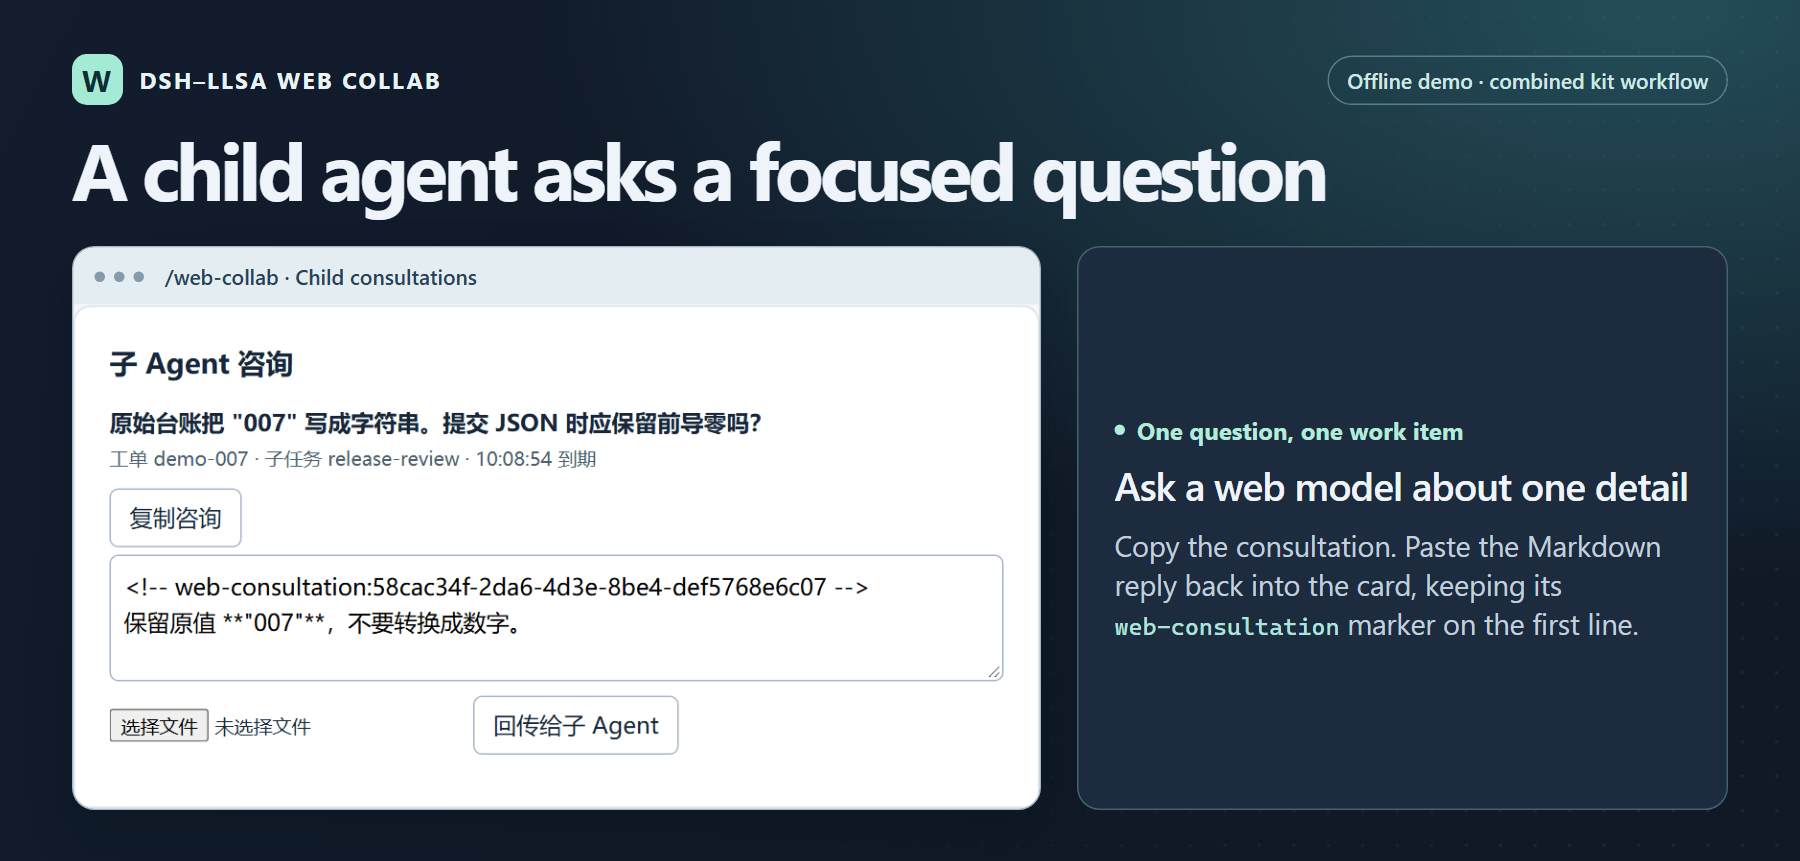 W
DSH–LLSA WEB COLLAB
Offline demo · combined kit workflow
A child agent asks a focused question
/web-collab · Child consultations
子 Agent 咨询
原始台账把 "007" 写成字符串。提交 JSON 时应保留前导零吗?
工单 demo-007 · 子任务 release-review · 10:08:54 到期
复制咨询
<!-- web-consultation:58cac34f-2da6-4d3e-8be4-def5768e6c07 -->
保留原值 **"007"**，不要转换成数字。
选择文件 未选择文件
回传给子 Agent
One question, one work item
Ask a web model about one detail
Copy the consultation. Paste the Markdown
reply back into the card, keeping its
web-consultation marker on the first line.